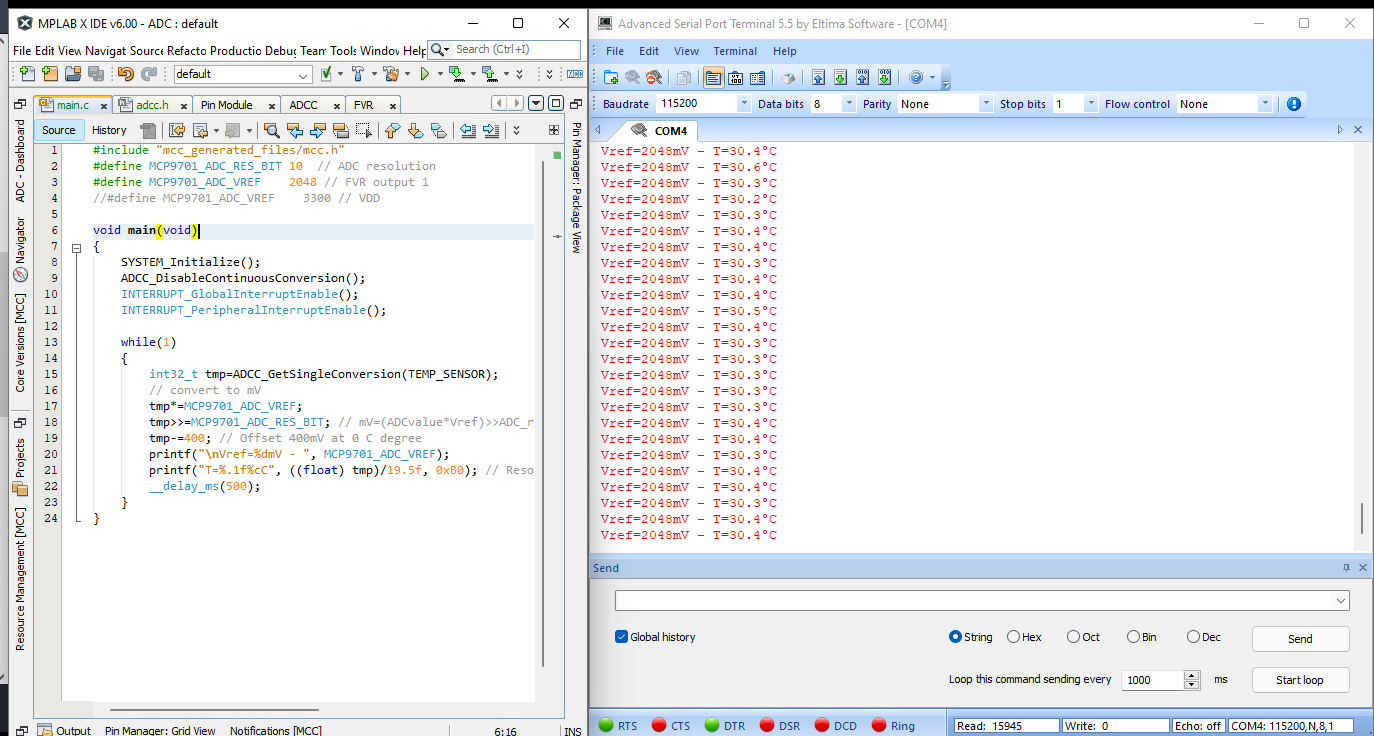 MPLAB X IDE v6.00 - ADC : default
File Edit View Navigat Source Refacto Productio Debug Team Tools Window Help Search (Ctrl+I)
default
main.c adcc.h Pin Module ADCC FVR
Source History
1 #include "mcc_generated_files/mcc.h"
2 #define MCP9701_ADC_RES_BIT 10 // ADC resolution
3 #define MCP9701_ADC_VREF 2048 // FVR output 1
4 //#define MCP9701_ADC_VREF 3300 // VDD
5
6 void main(void)
7 {
8 SYSTEM_Initialize();
9 ADCC_DisableContinuousConversion();
10 INTERRUPT_GlobalInterruptEnable();
11 INTERRUPT_PeripheralInterruptEnable();
12
13 while(1)
14 {
15 int32_t tmp=ADCC_GetSingleConversion(TEMP_SENSOR);
16 // convert to mV
17 tmp*=MCP9701_ADC_VREF;
18 tmp>>=MCP9701_ADC_RES_BIT; // mV=(ADCvalue*Vref)>>ADC_r
19 tmp-=400; // Offset 400mV at 0 C degree
20 printf("\nVref=%dmV - ", MCP9701_ADC_VREF);
21 printf("T=%.1f%cC", ((float) tmp)/19.5f, 0xB0); // Reso
22 __delay_ms(500);
23 }
24 }
ADC - Dashboard
Navigator
Core Versions [MCC]
Projects
Resource Management [MCC]
Pin Manager: Package View
Output Pin Manager: Grid View Notifications [MCC]
6:16 INS
Advanced Serial Port Terminal 5.5 by Eltima Software - [COM4]
File Edit View Terminal Help
Baudrate 115200 Data bits 8 Parity None Stop bits 1 Flow control None
COM4
Vref=2048mV - T=30.4°C
Vref=2048mV - T=30.6°C
Vref=2048mV - T=30.3°C
Vref=2048mV - T=30.2°C
Vref=2048mV - T=30.3°C
Vref=2048mV - T=30.4°C
Vref=2048mV - T=30.4°C
Vref=2048mV - T=30.3°C
Vref=2048mV - T=30.4°C
Vref=2048mV - T=30.4°C
Vref=2048mV - T=30.5°C
Vref=2048mV - T=30.4°C
Vref=2048mV - T=30.3°C
Vref=2048mV - T=30.3°C
Vref=2048mV - T=30.3°C
Vref=2048mV - T=30.3°C
Vref=2048mV - T=30.3°C
Vref=2048mV - T=30.4°C
Vref=2048mV - T=30.4°C
Vref=2048mV - T=30.3°C
Vref=2048mV - T=30.3°C
Vref=2048mV - T=30.4°C
Vref=2048mV - T=30.3°C
Vref=2048mV - T=30.4°C
Vref=2048mV - T=30.4°C
Send
Global history String Hex Oct Bin Dec Send
Loop this command sending every 1000 ms Start loop
RTS CTS DTR DSR DCD Ring Read: 15945 Write: 0 Echo: off COM4: 115200,N,8,1